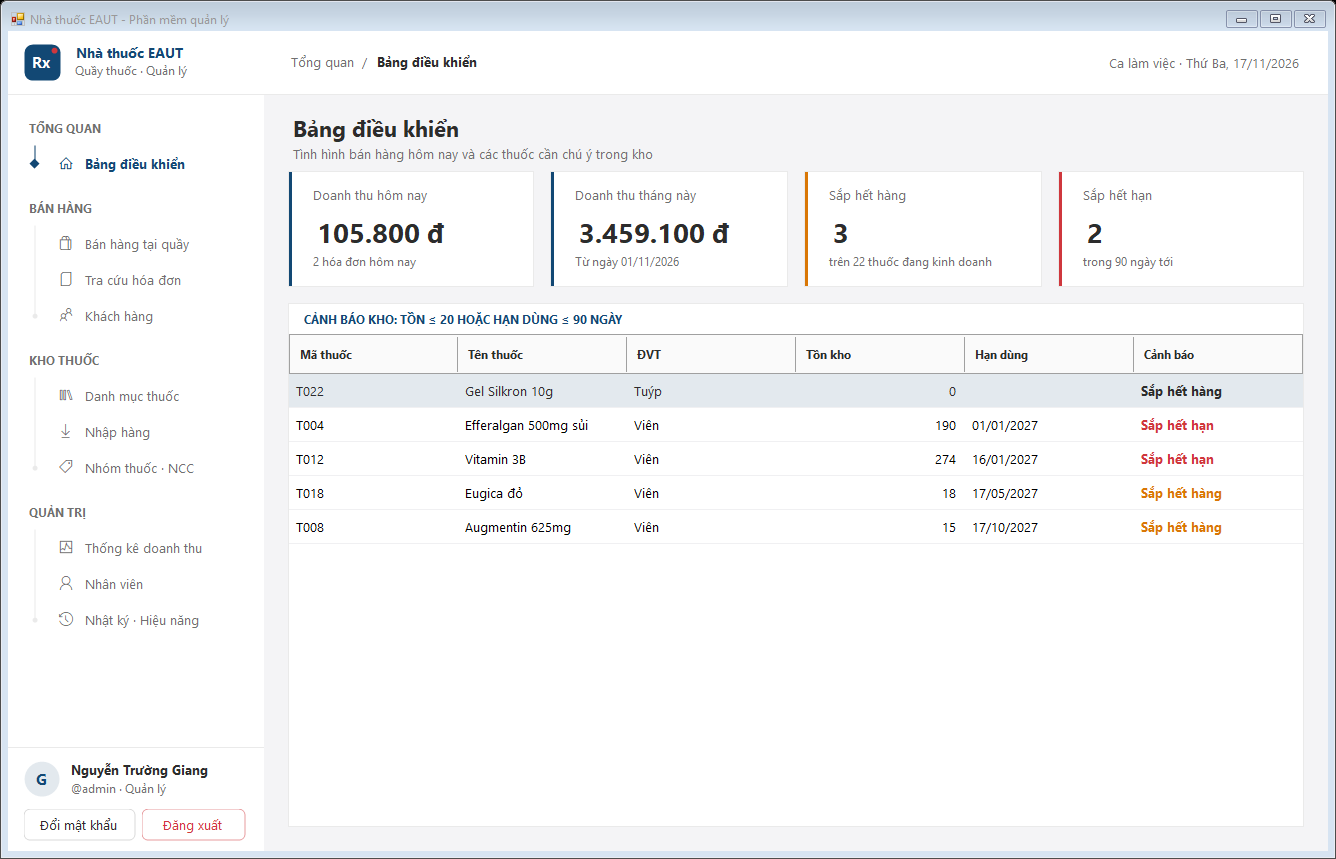 Nhà thuốc EAUT - Phần mềm quản lý
Rx
Nhà thuốc EAUT
Quầy thuốc · Quản lý
Tổng quan / Bảng điều khiển
Ca làm việc · Thứ Ba, 17/11/2026
TỔNG QUAN
Bảng điều khiển
BÁN HÀNG
Bán hàng tại quầy
Tra cứu hóa đơn
Khách hàng
KHO THUỐC
Danh mục thuốc
Nhập hàng
Nhóm thuốc · NCC
QUẢN TRỊ
Thống kê doanh thu
Nhân viên
Nhật ký · Hiệu năng
G
Nguyễn Trường Giang
@admin · Quản lý
Đổi mật khẩu
Đăng xuất
Bảng điều khiển
Tình hình bán hàng hôm nay và các thuốc cần chú ý trong kho
Doanh thu hôm nay
105.800 đ
2 hóa đơn hôm nay
Doanh thu tháng này
3.459.100 đ
Từ ngày 01/11/2026
Sắp hết hàng
3
trên 22 thuốc đang kinh doanh
Sắp hết hạn
2
trong 90 ngày tới
CẢNH BÁO KHO: TỒN ≤ 20 HOẶC HẠN DÙNG ≤ 90 NGÀY
Mã thuốc Tên thuốc ĐVT Tồn kho Hạn dùng Cảnh báo
T022 Gel Silkron 10g Tuýp 0 Sắp hết hàng
T004 Efferalgan 500mg sủi Viên 190 01/01/2027 Sắp hết hạn
T012 Vitamin 3B Viên 274 16/01/2027 Sắp hết hạn
T018 Eugica đỏ Viên 18 17/05/2027 Sắp hết hàng
T008 Augmentin 625mg Viên 15 17/10/2027 Sắp hết hàng